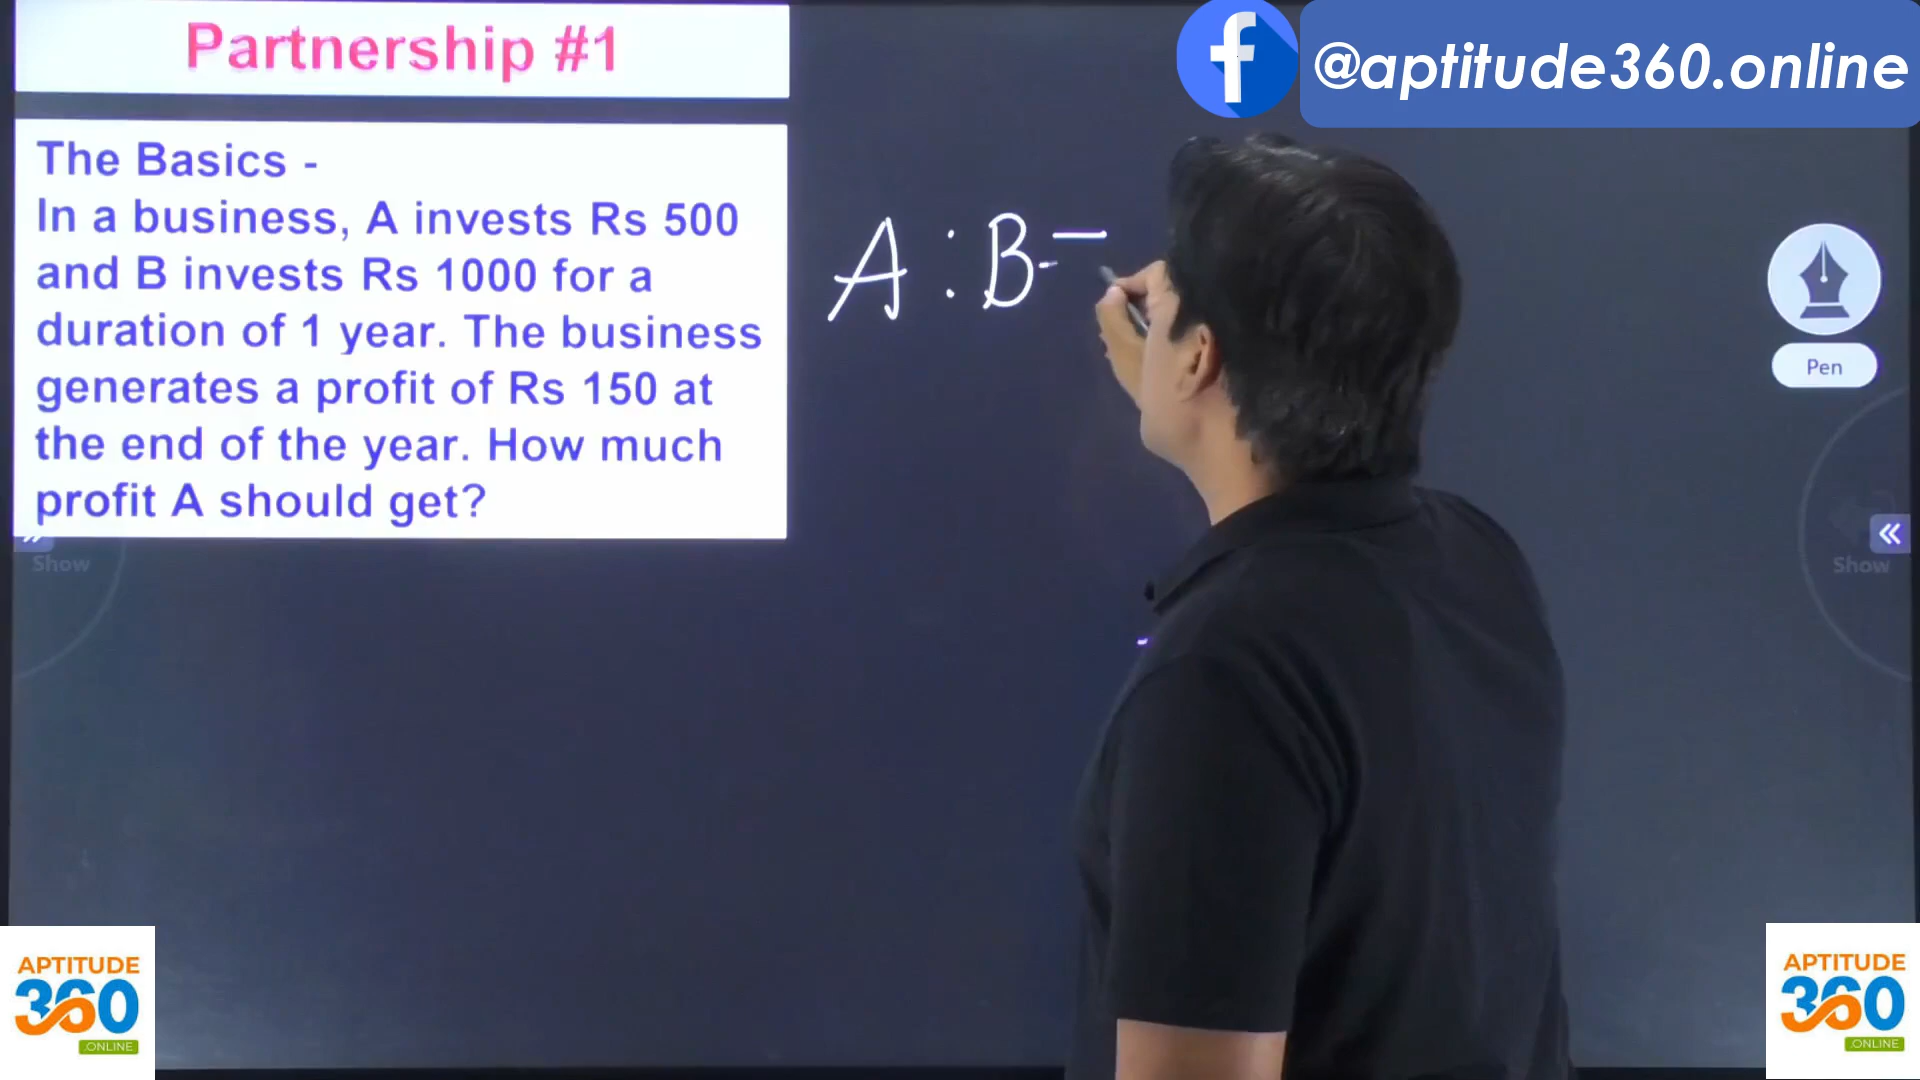 Partnership #1
@aptitude360.online
The Basics -
In a business, A invests Rs 500
and B invests Rs 1000 for a
duration of 1 year. The business
generates a profit of Rs 150 at
the end of the year. How much
profit A should get?
A : B =
Pen
Show
Show
APTITUDE
360
.ONLINE
APTITUDE
360
.ONLINE